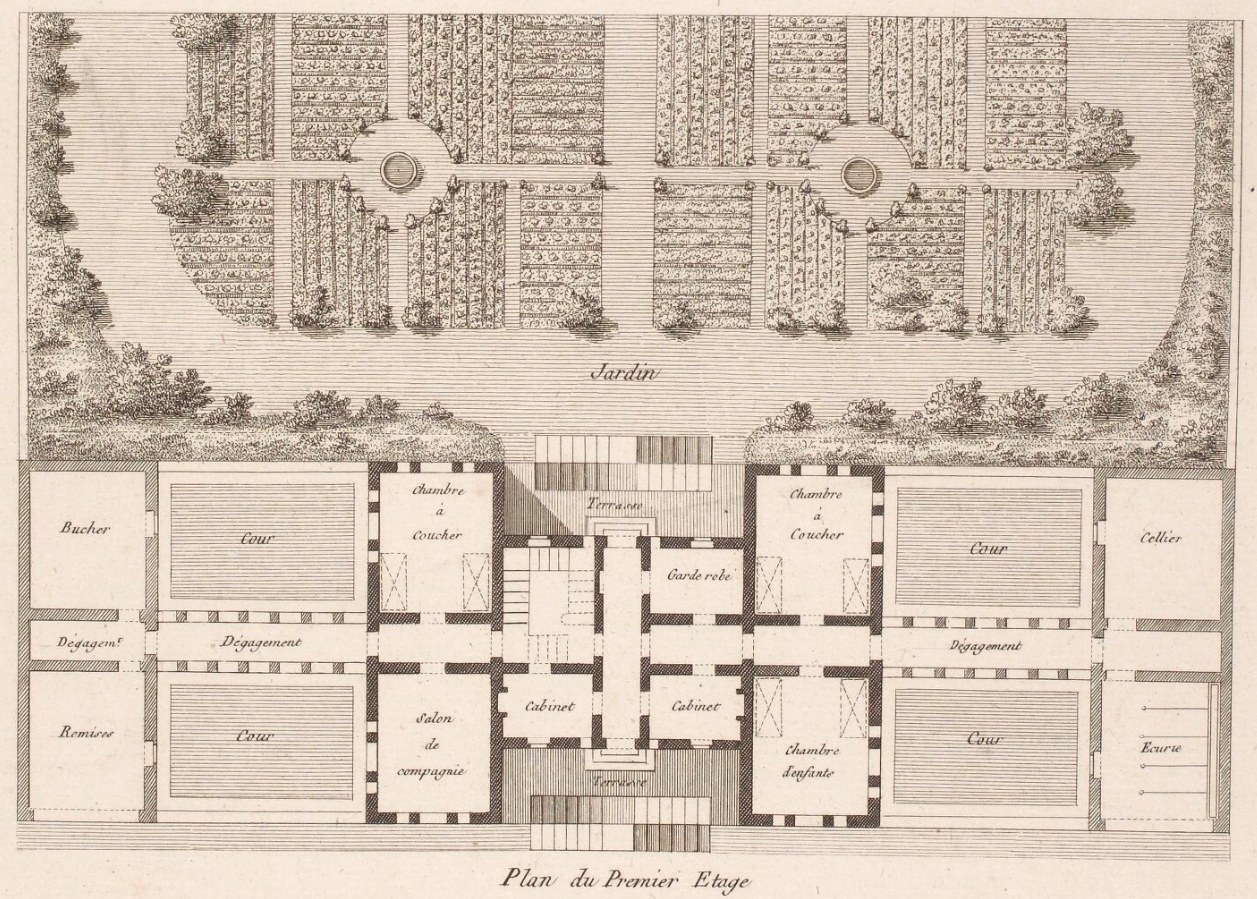 Jardin
Terrasse
Chambre
à
Coucher
Chambre
à
Coucher
Bucher
Cour
Cour
Cellier
Garde robe
Dégagem.t
Dégagement
Dégagement
Cabinet
Cabinet
Remises
Cour
Salon
de
compagnie
Chambre
d'enfants
Cour
Ecurie
Terrasse
Plan du Premier Etage